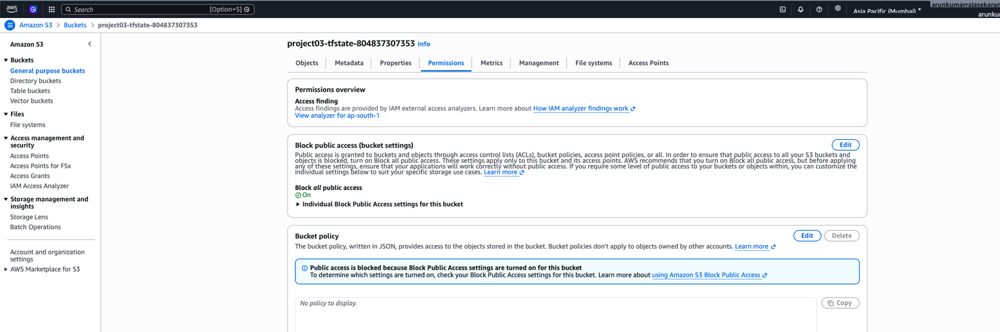 aws
Search
[Option+S]
Asia Pacific (Mumbai)
arunkumarrajasekaran
arunku
Amazon S3 > Buckets > project03-tfstate-804837307353
Amazon S3
Buckets
General purpose buckets
Directory buckets
Table buckets
Vector buckets
Files
File systems
Access management and
security
Access Points
Access Points for FSx
Access Grants
IAM Access Analyzer
Storage management and
insights
Storage Lens
Batch Operations
Account and organization
settings
AWS Marketplace for S3
project03-tfstate-804837307353 Info
Objects
Metadata
Properties
Permissions
Metrics
Management
File systems
Access Points
Permissions overview
Access finding
Access findings are provided by IAM external access analyzers. Learn more about How IAM analyzer findings work
View analyzer for ap-south-1
Block public access (bucket settings)
Edit
Public access is granted to buckets and objects through access control lists (ACLs), bucket policies, access point policies, or all. In order to ensure that public access to all your S3 buckets and
objects is blocked, turn on Block all public access. These settings apply only to this bucket and its access points. AWS recommends that you turn on Block all public access, but before applying
any of these settings, ensure that your applications will work correctly without public access. If you require some level of public access to your buckets or objects within, you can customize the
individual settings below to suit your specific storage use cases. Learn more
Block all public access
On
Individual Block Public Access settings for this bucket
Bucket policy
Edit
Delete
The bucket policy, written in JSON, provides access to the objects stored in the bucket. Bucket policies don't apply to objects owned by other accounts. Learn more
Public access is blocked because Block Public Access settings are turned on for this bucket
To determine which settings are turned on, check your Block Public Access settings for this bucket. Learn more about using Amazon S3 Block Public Access
No policy to display.
Copy